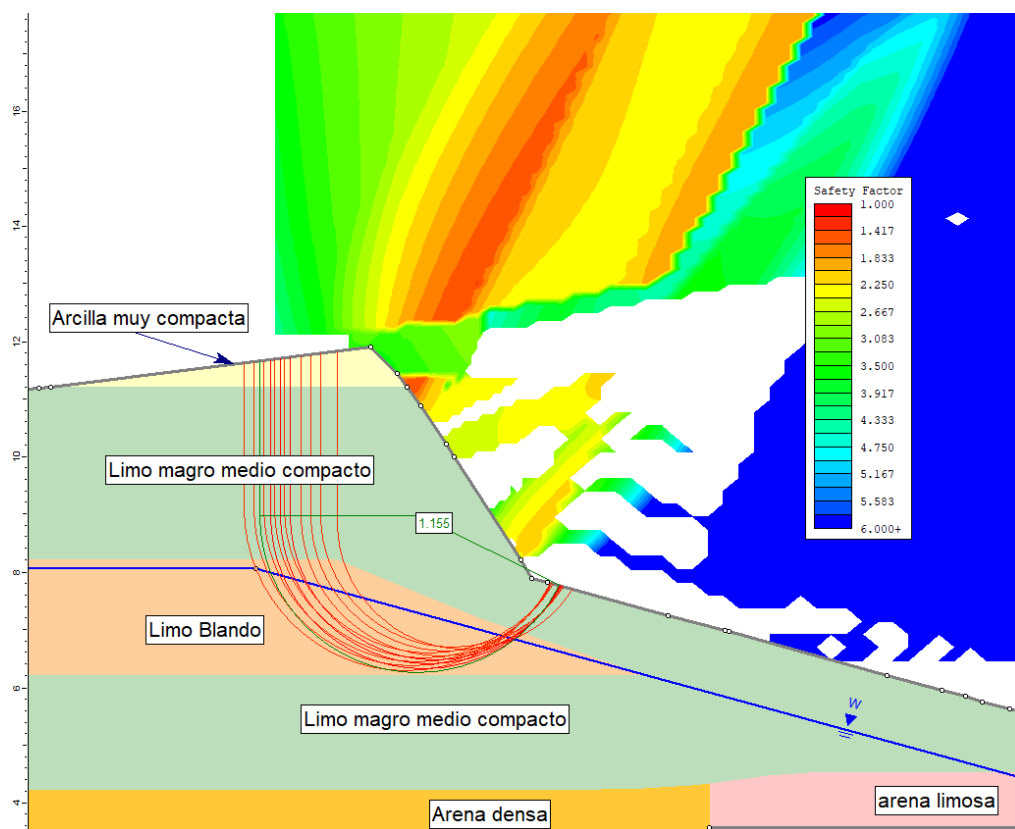 16
14
12
10
8
6
4
Safety Factor
1.000
1.417
1.833
2.250
2.667
3.083
3.500
3.917
4.333
4.750
5.167
5.583
6.000+
Arcilla muy compacta
Limo magro medio compacto
1.155
Limo Blando
Limo magro medio compacto
W
Arena densa
arena limosa